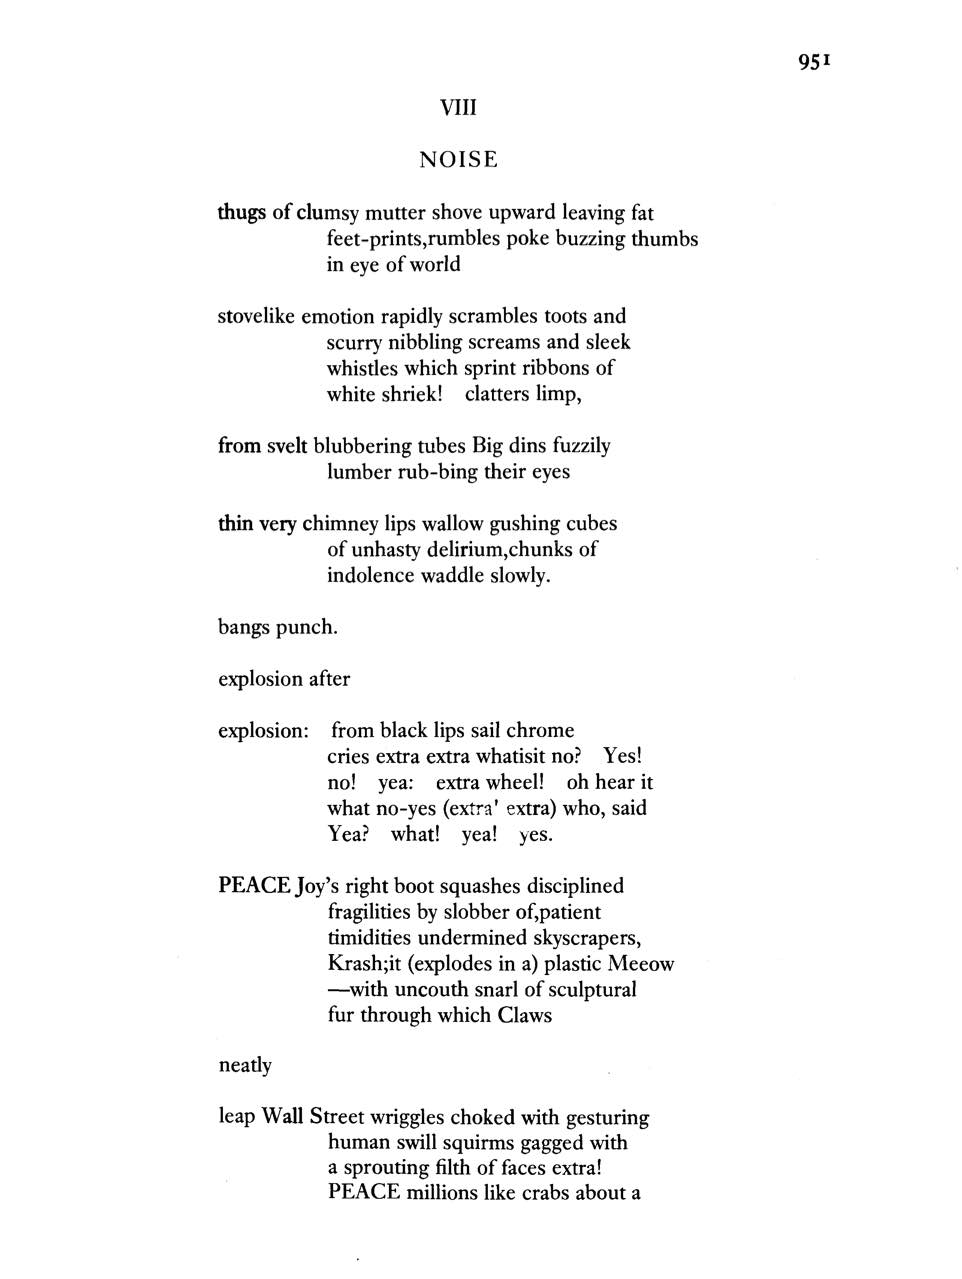 951
VIII
NOISE
thugs of clumsy mutter shove upward leaving fat
feet-prints,rumbles poke buzzing thumbs
in eye of world
stovelike emotion rapidly scrambles toots and
scurry nibbling screams and sleek
whistles which sprint ribbons of
white shriek! clatters limp,
from svelt blubbering tubes Big dins fuzzily
lumber rub-bing their eyes
thin very chimney lips wallow gushing cubes
of unhasty delirium,chunks of
indolence waddle slowly.
bangs punch.
explosion after
explosion: from black lips sail chrome
cries extra extra whatisit no? Yes!
no! yea: extra wheel! oh hear it
what no-yes (extra' extra) who, said
Yea? what! yea! yes.
PEACE Joy's right boot squashes disciplined
fragilities by slobber of,patient
timidities undermined skyscrapers,
Krash;it (explodes in a) plastic Meeow
—with uncouth snarl of sculptural
fur through which Claws
neatly
leap Wall Street wriggles choked with gesturing
human swill squirms gagged with
a sprouting filth of faces extra!
PEACE millions like crabs about a